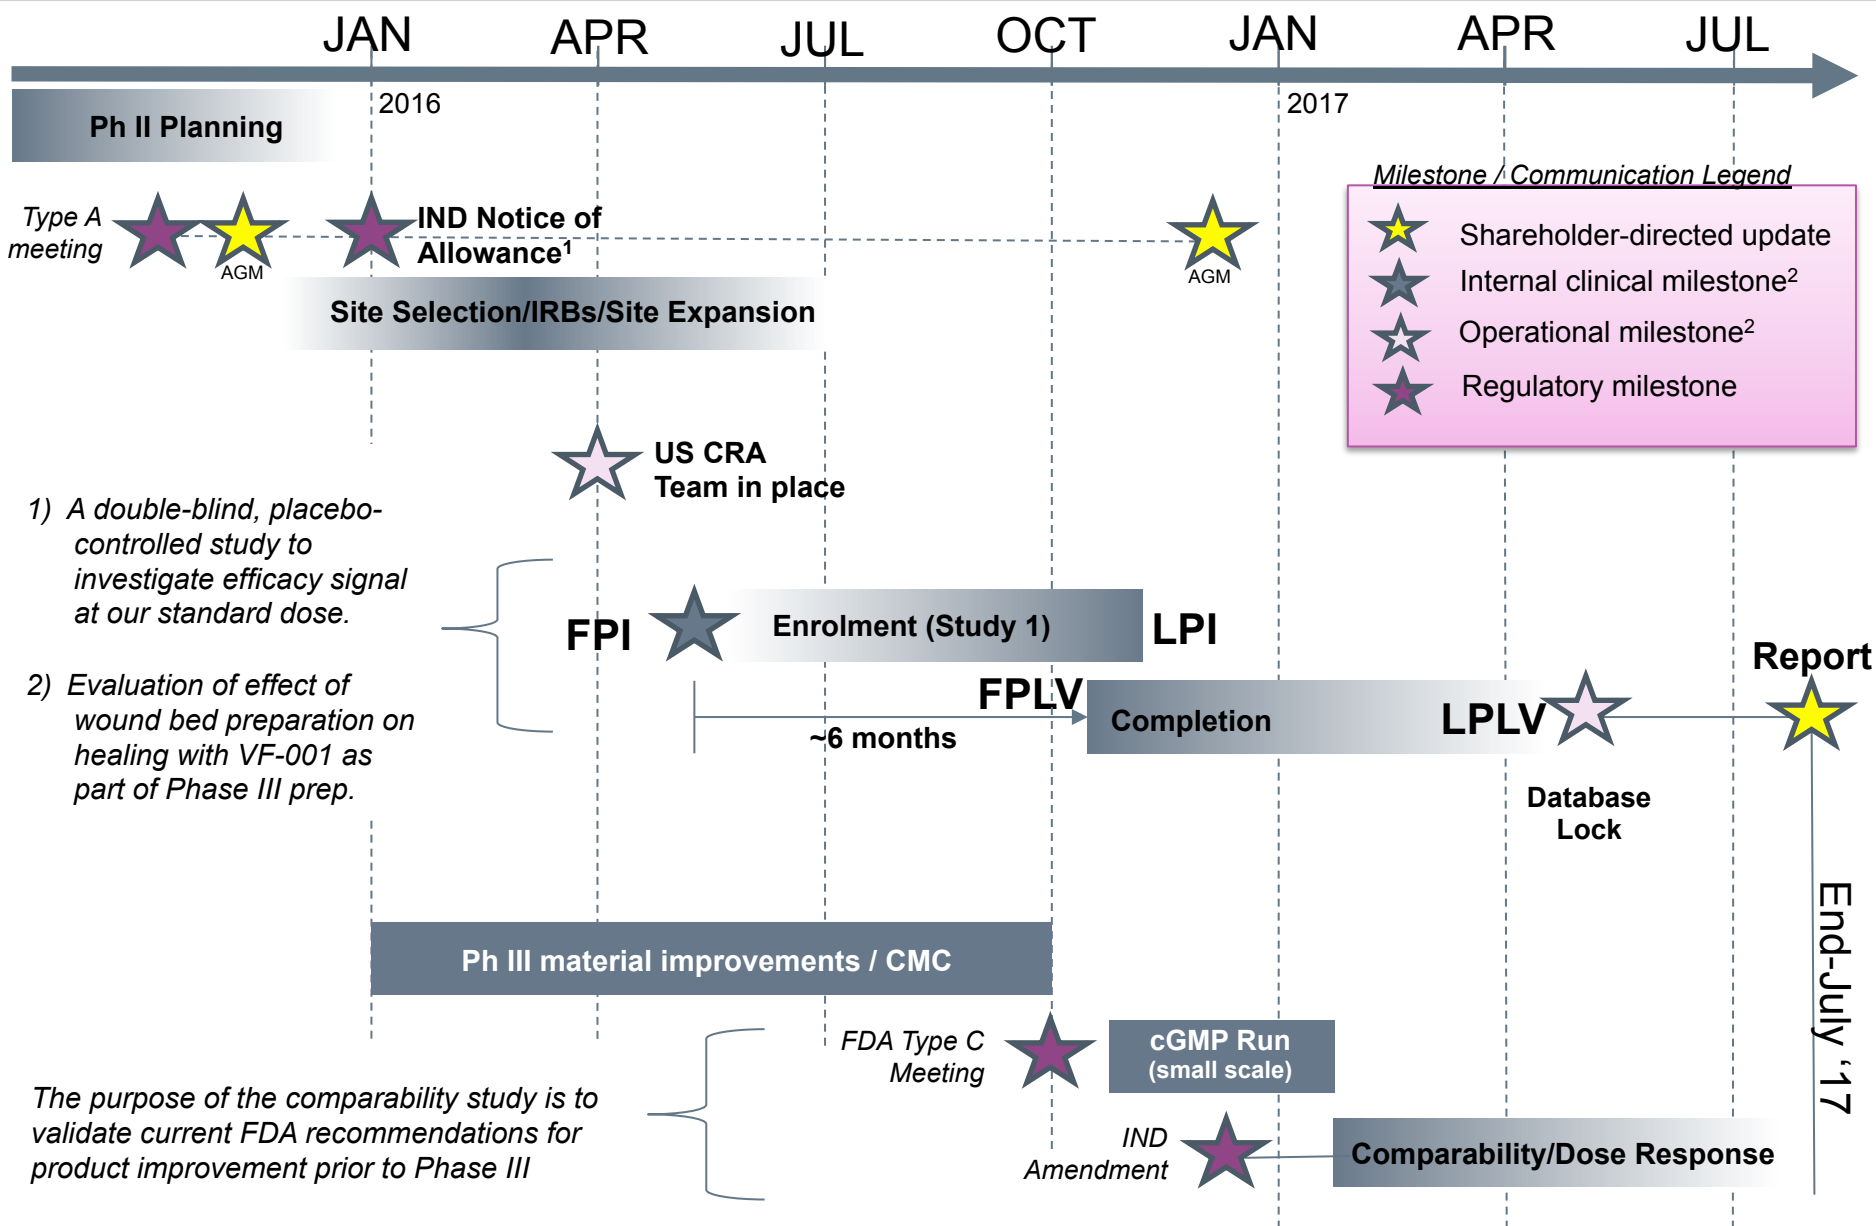 JAN APR JUL OCT JAN APR JUL
2016 2017
Ph II Planning
Milestone / Communication Legend
Shareholder-directed update
Internal clinical milestone²
Operational milestone²
Regulatory milestone
Type A
meeting
AGM
IND Notice of
Allowance¹
AGM
Site Selection/IRBs/Site Expansion
US CRA
Team in place
1) A double-blind, placebo-
controlled study to
investigate efficacy signal
at our standard dose.
2) Evaluation of effect of
wound bed preparation on
healing with VF-001 as
part of Phase III prep.
FPI
Enrolment (Study 1)
LPI
FPLV
~6 months
Completion
LPLV
Report
Database
Lock
End-July ‘17
Ph III material improvements / CMC
FDA Type C
Meeting
cGMP Run
(small scale)
The purpose of the comparability study is to
validate current FDA recommendations for
product improvement prior to Phase III
IND
Amendment
Comparability/Dose Response